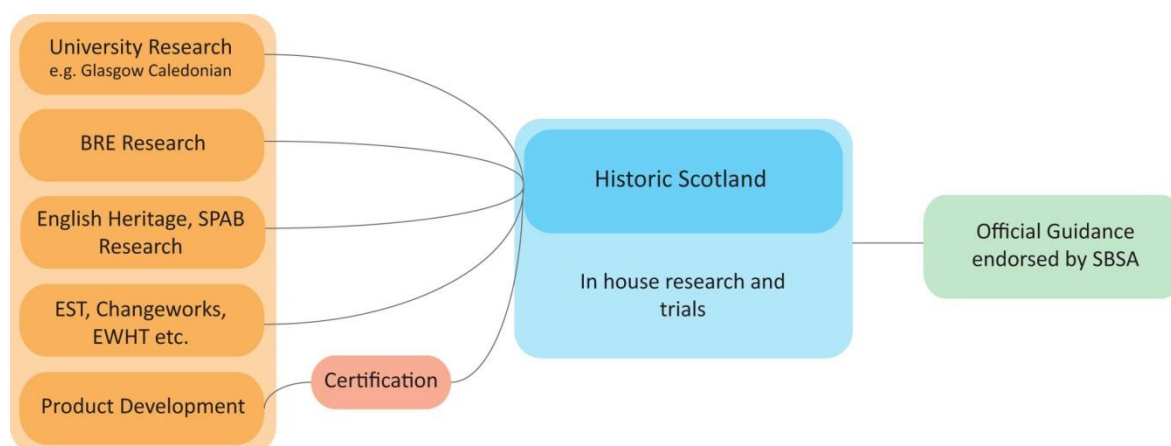 University Research
e.g. Glasgow Caledonian
BRE Research
English Heritage, SPAB
Research
EST, Changeworks,
EWHT etc.
Product Development
Certification
Historic Scotland
In house research and
trials
Official Guidance
endorsed by SBSA